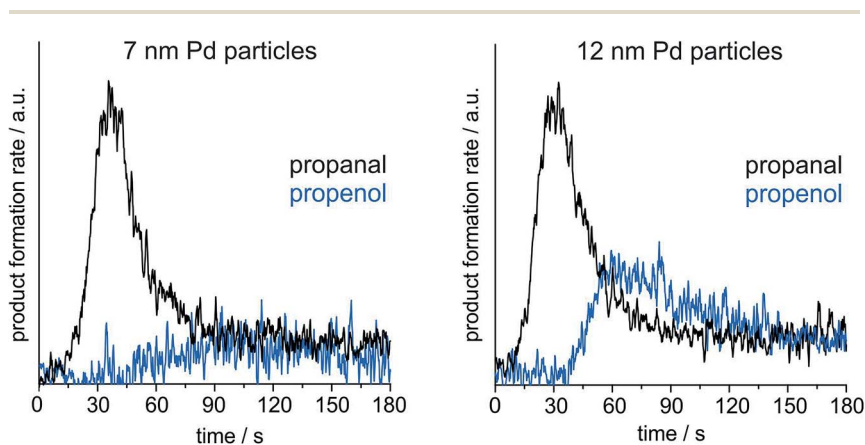 7 nm Pd particles
product formation rate / a.u.
propanal
propenol
0 30 60 90 120 150 180
time / s
12 nm Pd particles
product formation rate / a.u.
propanal
propenol
0 30 60 90 120 150 180
time / s